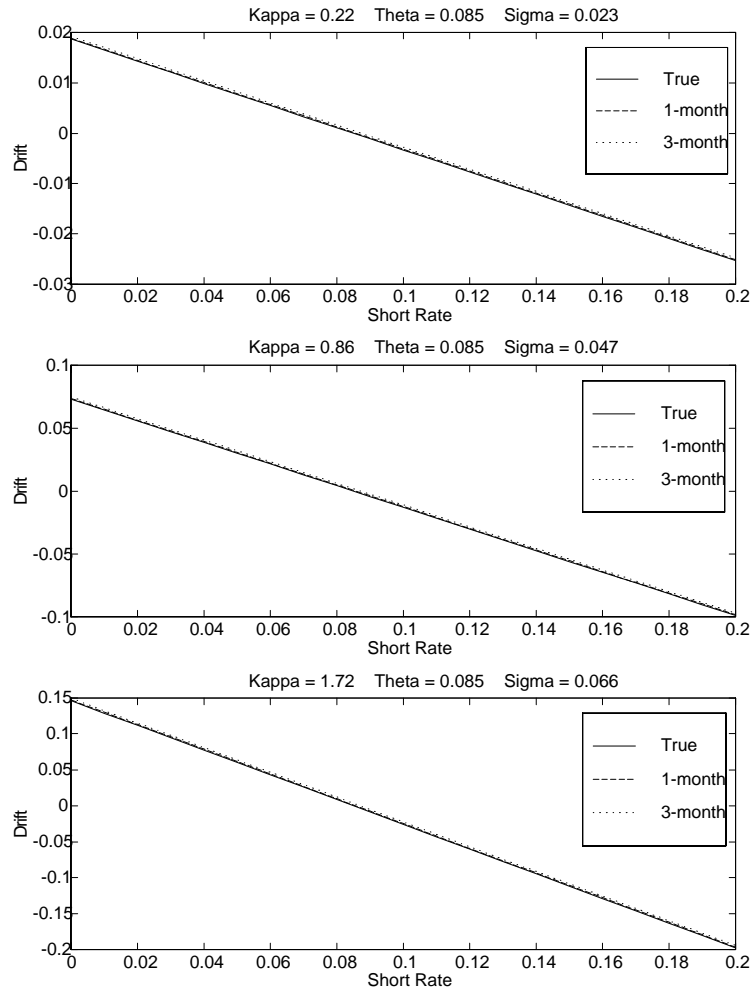 Kappa = 0.22 Theta = 0.085 Sigma = 0.023
0.02
0.01
0
-0.01
-0.02
-0.03
Drift
True
1-month
3-month
0 0.02 0.04 0.06 0.08 0.1 0.12 0.14 0.16 0.18 0.2
Short Rate
Kappa = 0.86 Theta = 0.085 Sigma = 0.047
0.1
0.05
0
-0.05
-0.1
Drift
True
1-month
3-month
0 0.02 0.04 0.06 0.08 0.1 0.12 0.14 0.16 0.18 0.2
Short Rate
Kappa = 1.72 Theta = 0.085 Sigma = 0.066
0.15
0.1
0.05
0
-0.05
-0.1
-0.15
-0.2
Drift
True
1-month
3-month
0 0.02 0.04 0.06 0.08 0.1 0.12 0.14 0.16 0.18 0.2
Short Rate